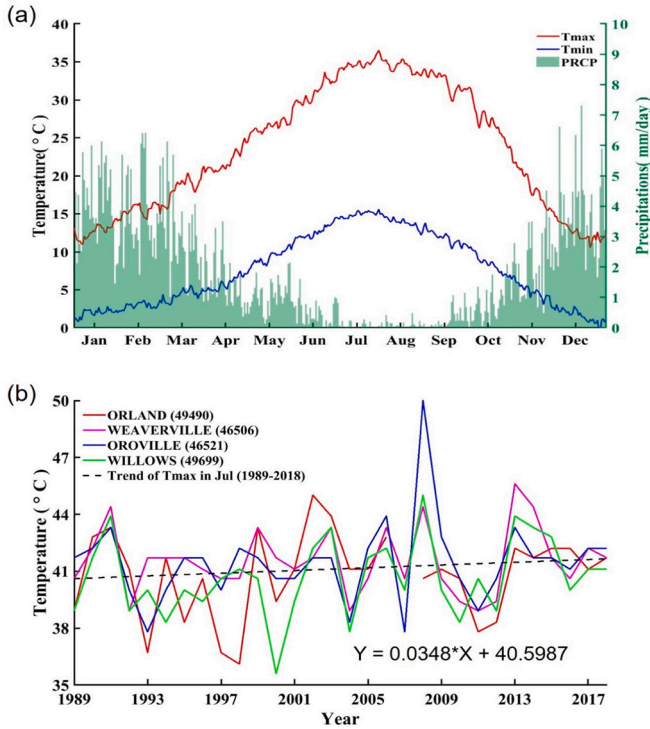 (a)
40
35
30
25
20
15
10
5
0
Temperature( ° C )
10
9
8
7
6
5
4
3
2
1
0
Precipitations( mm/day )
Tmax
Tmin
PRCP
Jan Feb Mar Apr May Jun Jul Aug Sep Oct Nov Dec
(b)
50
47
44
41
38
35
Temperature( ° C )
ORLAND (49490)
WEAVERVILLE (46506)
OROVILLE (46521)
WILLOWS (49699)
Trend of Tmax in Jul (1989-2018)
Y = 0.0348*X + 40.5987
1989 1993 1997 2001 2005 2009 2013 2017
Year